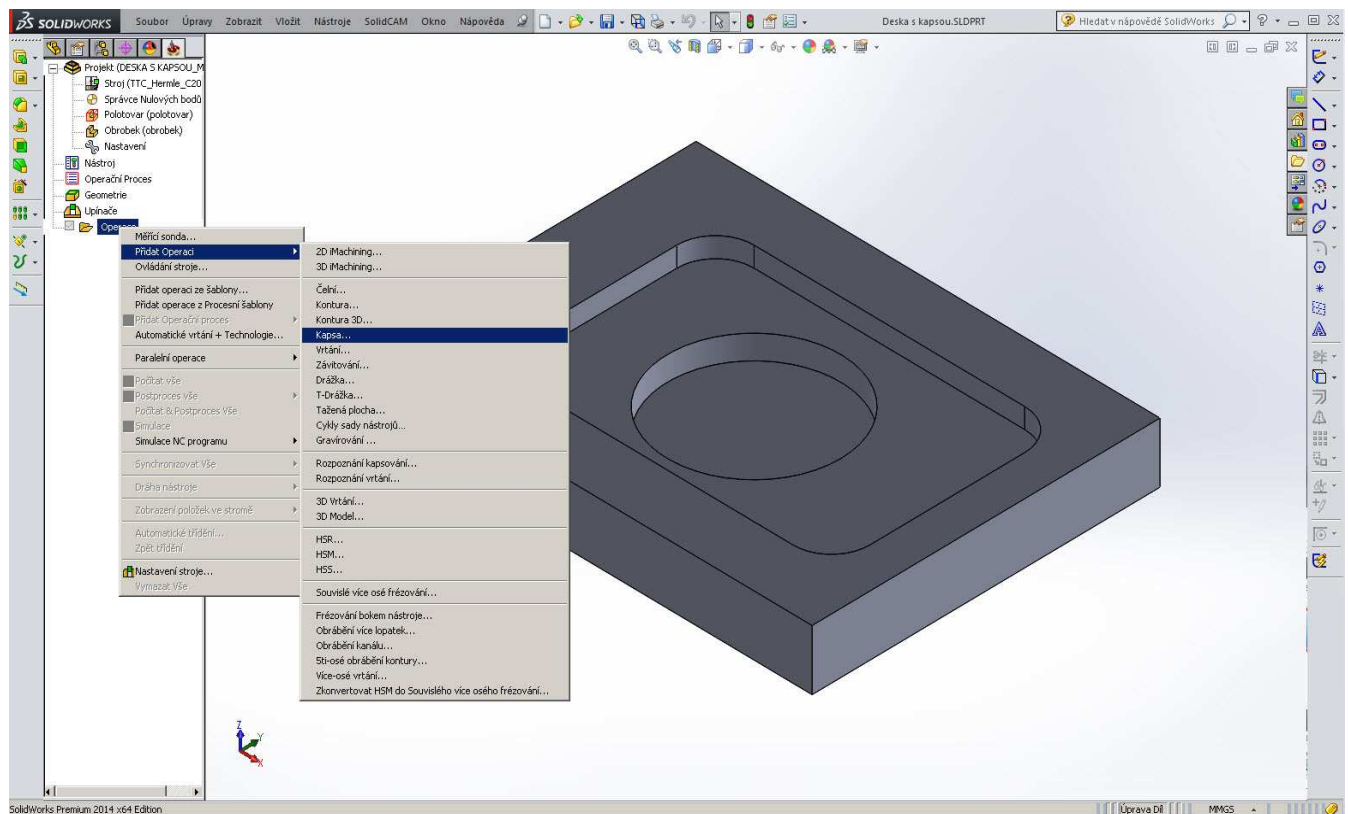 SOLIDWORKS Soubor Úpravy Zobrazit Vložit Nástroje SolidCAM Okno Nápověda Deska s kapsou.SLDPRT Hledat v nápovědě SolidWorks
Projekt (DESKA S KAPSOU_M
Stroj (TTC_Hermle_C20
Správce Nulových bodů
Polotovar (polotovar)
Obrobek (obrobek)
Nastavení
Nástroj
Operační Proces
Geometrie
Upínače
Operace
Měřící sonda...
Přidat Operaci
Ovládání stroje...
Přidat operaci ze šablony...
Přidat operace z Procesní šablony
Přidat Operační proces
Automatické vrtání + Technologie...
Paralelní operace
Počítat vše
Postproces vše
Počítat & Postproces Vše
Simulace
Simulace NC programu
Synchronizovat Vše
Dráha nástroje
Zobrazení položek ve stromě
Automatické třídění...
Zpět třídění
Nastavení stroje...
Vymazat Vše
2D iMachining...
3D iMachining...
Čelní...
Kontura...
Kontura 3D...
Kapsa...
Vrtání...
Závitování...
Drážka...
T-Drážka...
Tažená plocha...
Cykly sady nástrojů...
Gravírování ...
Rozpoznání kapsování...
Rozpoznání vrtání...
3D Vrtání...
3D Model...
HSR...
HSM...
HSS...
Souvislé více osé frézování...
Frézování bokem nástroje...
Obrábění více lopatek...
Obrábění kanálu...
5ti-osé obrábění kontury...
Více-osé vrtání...
Zkonvertovat HSM do Souvislého více osého frézování...
Z
Y
X
SolidWorks Premium 2014 x64 Edition Úprava Díl MMGS